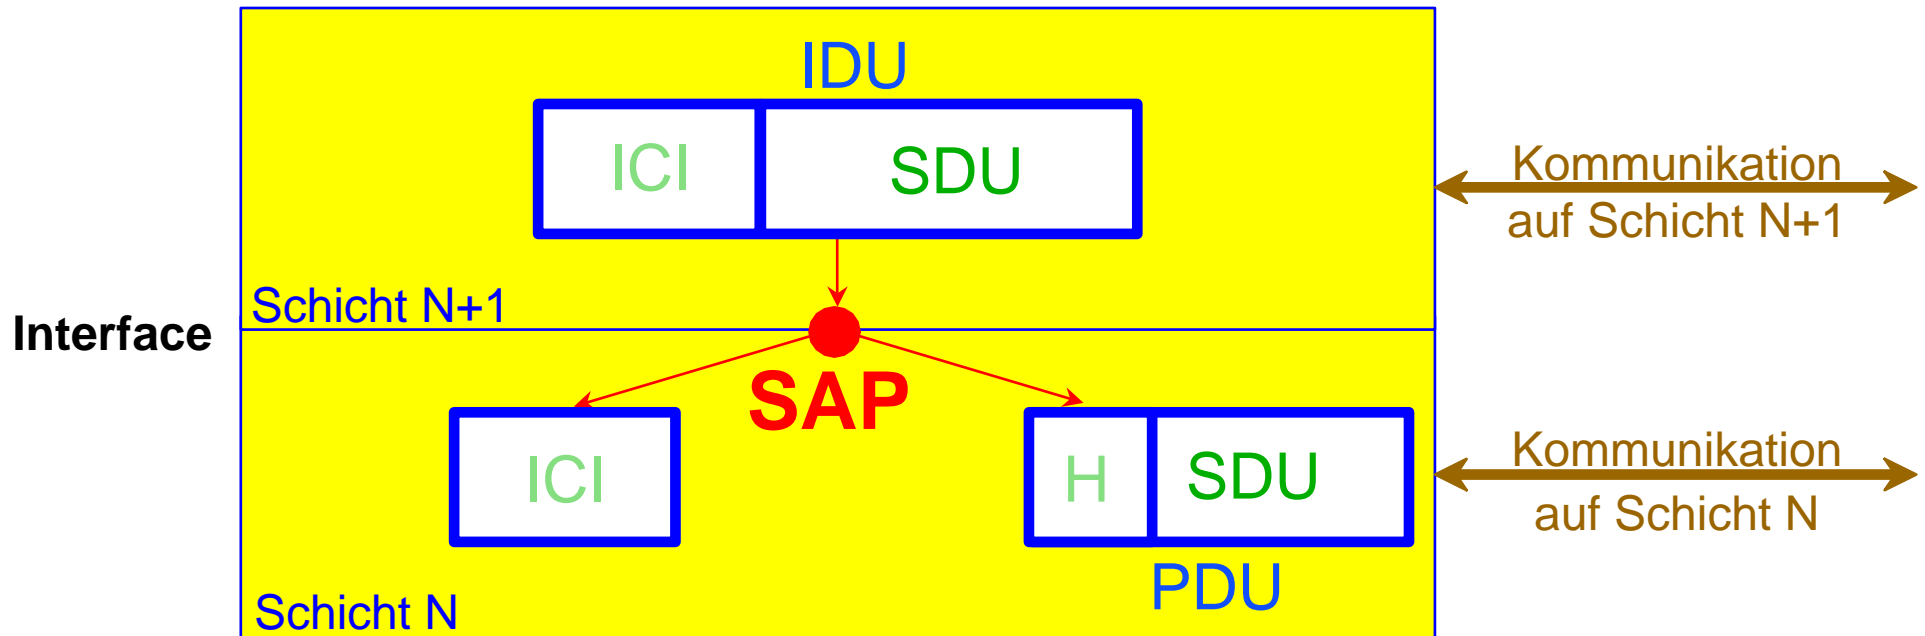 IDU
ICI
SDU
Kommunikation
auf Schicht N+1
Schicht N+1
Interface
SAP
ICI
H
SDU
Kommunikation
auf Schicht N
PDU
Schicht N